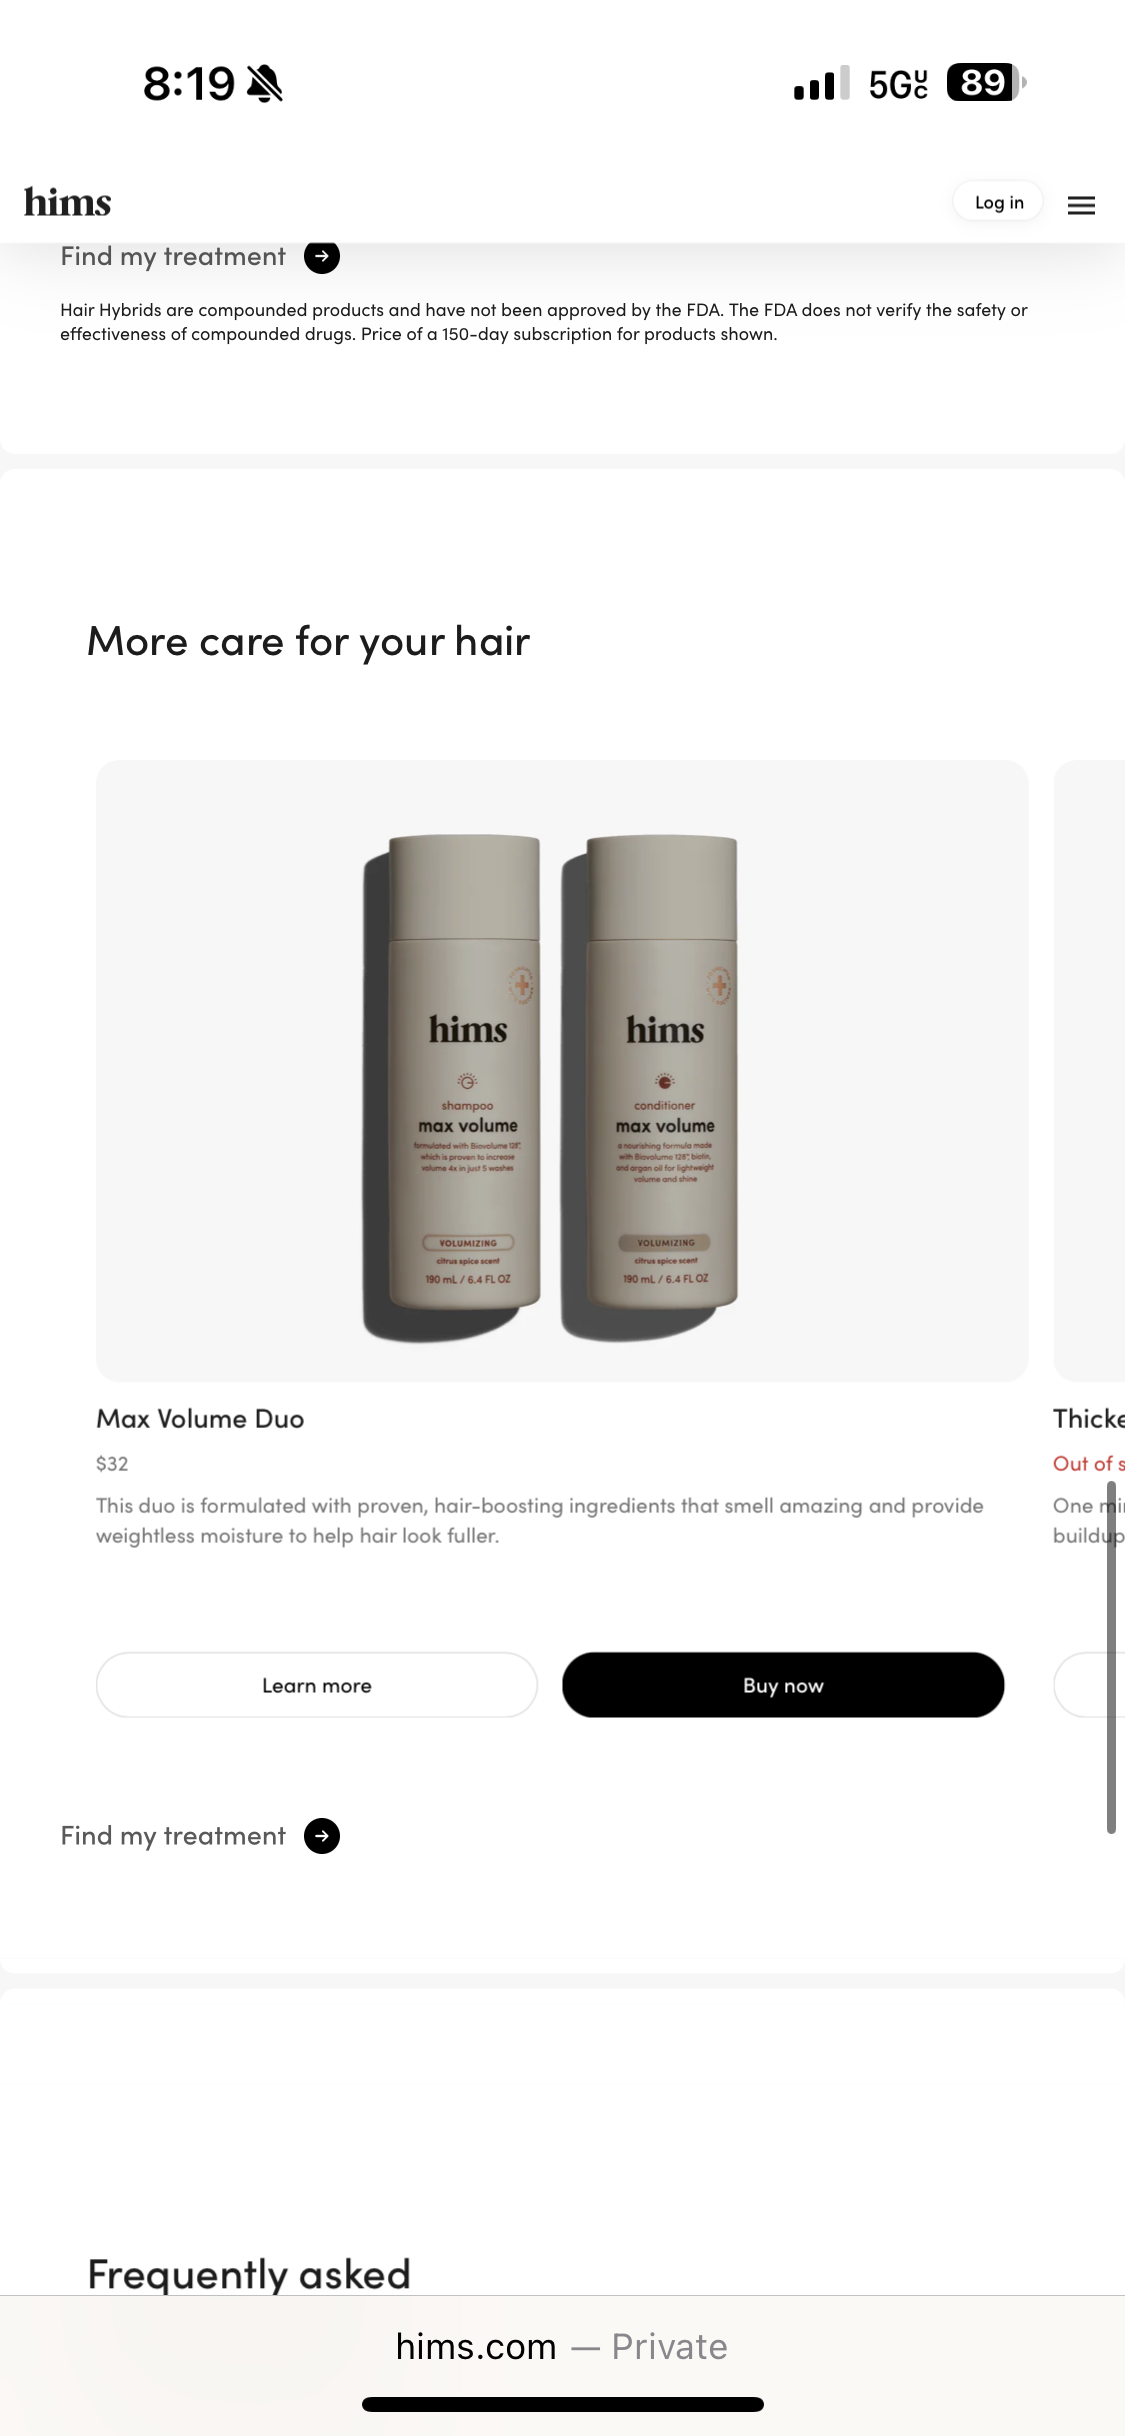 8:19
5G UC
89
hims
Log in
Find my treatment
Hair Hybrids are compounded products and have not been approved by the FDA. The FDA does not verify the safety or
effectiveness of compounded drugs. Price of a 150-day subscription for products shown.
More care for your hair
hims
shampoo
max volume
formulated with Biovolume 128™,
which is proven to increase
volume 4x in just 5 washes
VOLUMIZING
citrus spice scent
190 mL / 6.4 FL OZ
hims
conditioner
max volume
a nourishing formula made
with Biovolume 128™, biotin,
and argan oil for lightweight
volume and shine
VOLUMIZING
citrus spice scent
190 mL / 6.4 FL OZ
Max Volume Duo
$32
This duo is formulated with proven, hair-boosting ingredients that smell amazing and provide
weightless moisture to help hair look fuller.
Learn more
Buy now
Thicke
Out of s
One mi
buildup
Find my treatment
Frequently asked
hims.com — Private